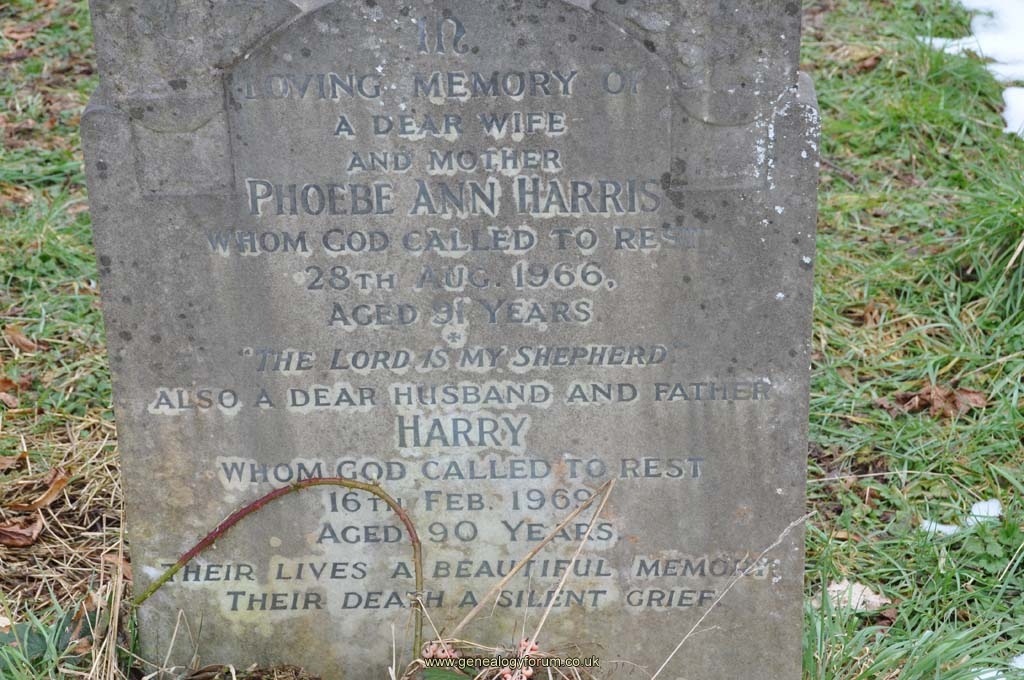 IN
LOVING MEMORY OF
A DEAR WIFE
AND MOTHER
PHOEBE ANN HARRIS
WHOM GOD CALLED TO REST
28TH AUG. 1966,
AGED 91 YEARS
"THE LORD IS MY SHEPHERD"
ALSO A DEAR HUSBAND AND FATHER
HARRY
WHOM GOD CALLED TO REST
16TH FEB. 1969,
AGED 90 YEARS.
THEIR LIVES A BEAUTIFUL MEMORY
THEIR DEATH A SILENT GRIEF.
www.genealogyforum.co.uk